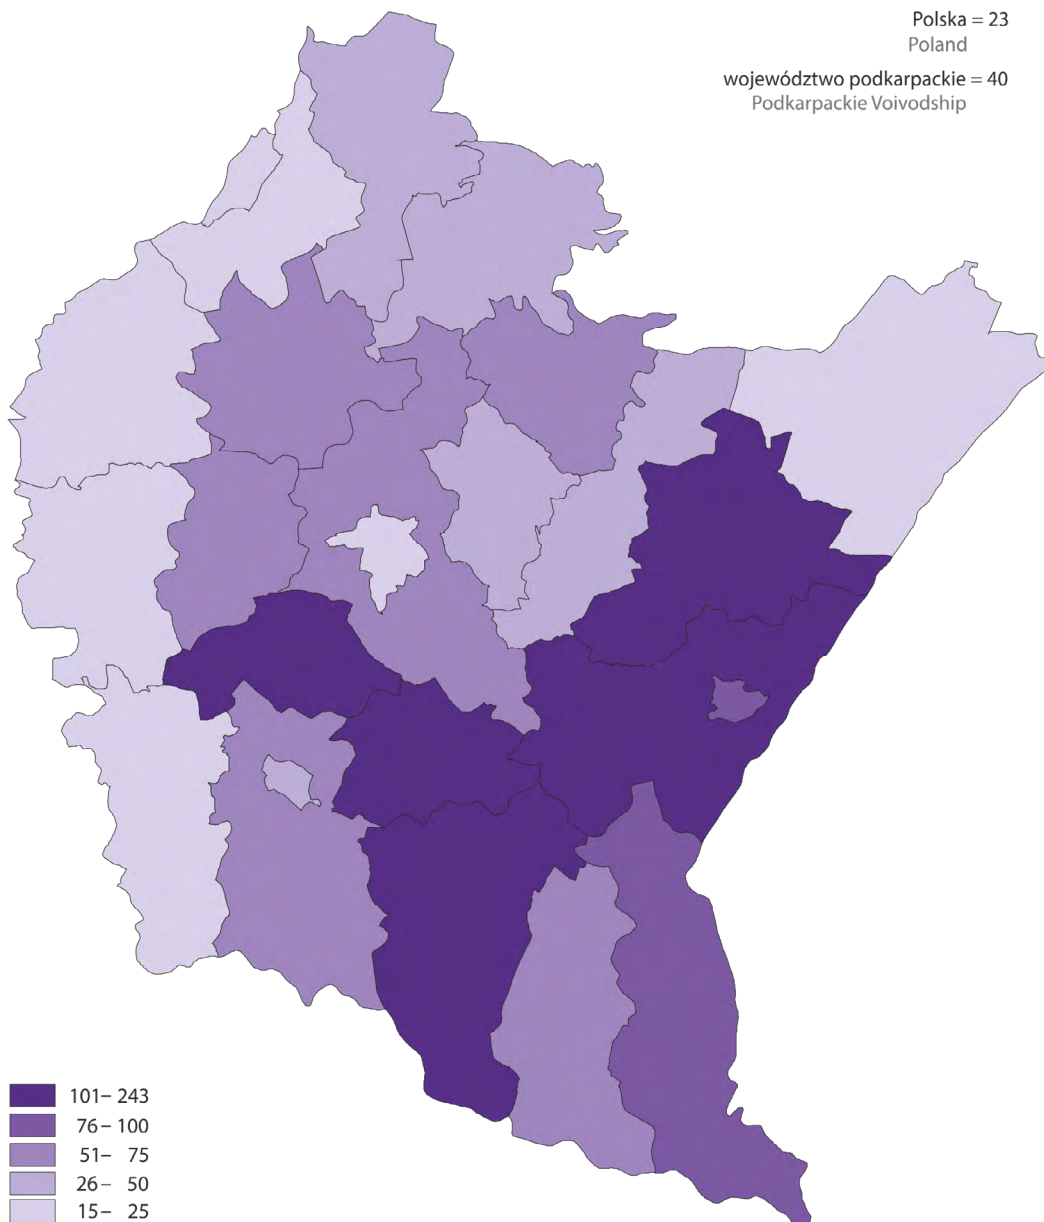 Polska = 23
Poland
województwo podkarpackie = 40
Podkarpackie Voivodship
101– 243
76– 100
51– 75
26– 50
15– 25